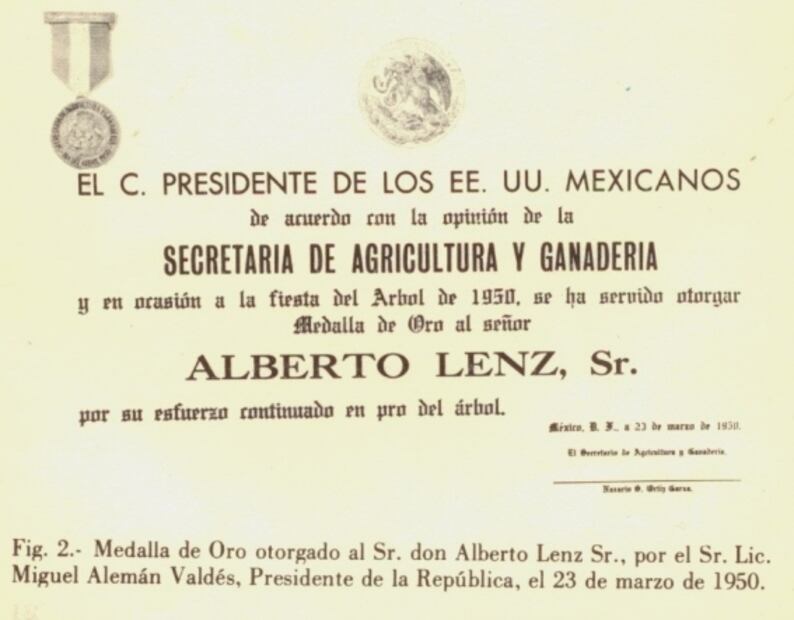 EL C. PRESIDENTE DE LOS EE. UU. MEXICANOS
de acuerdo con la opinión de la
SECRETARIA DE AGRICULTURA Y GANADERIA
y en ocasión a la fiesta del Arbol de 1950, se ha servido otorgar
Medalla de Oro al señor
ALBERTO LENZ, Sr.
por su esfuerzo continuado en pro del árbol.
México, D. F., a 23 de marzo de 1950.
El Secretario de Agricultura y Ganadería.
Nazario S. Ortiz Garza.
Fig. 2.- Medalla de Oro otorgado al Sr. don Alberto Lenz Sr., por el Sr. Lic.
Miguel Alemán Valdés, Presidente de la República, el 23 de marzo de 1950.